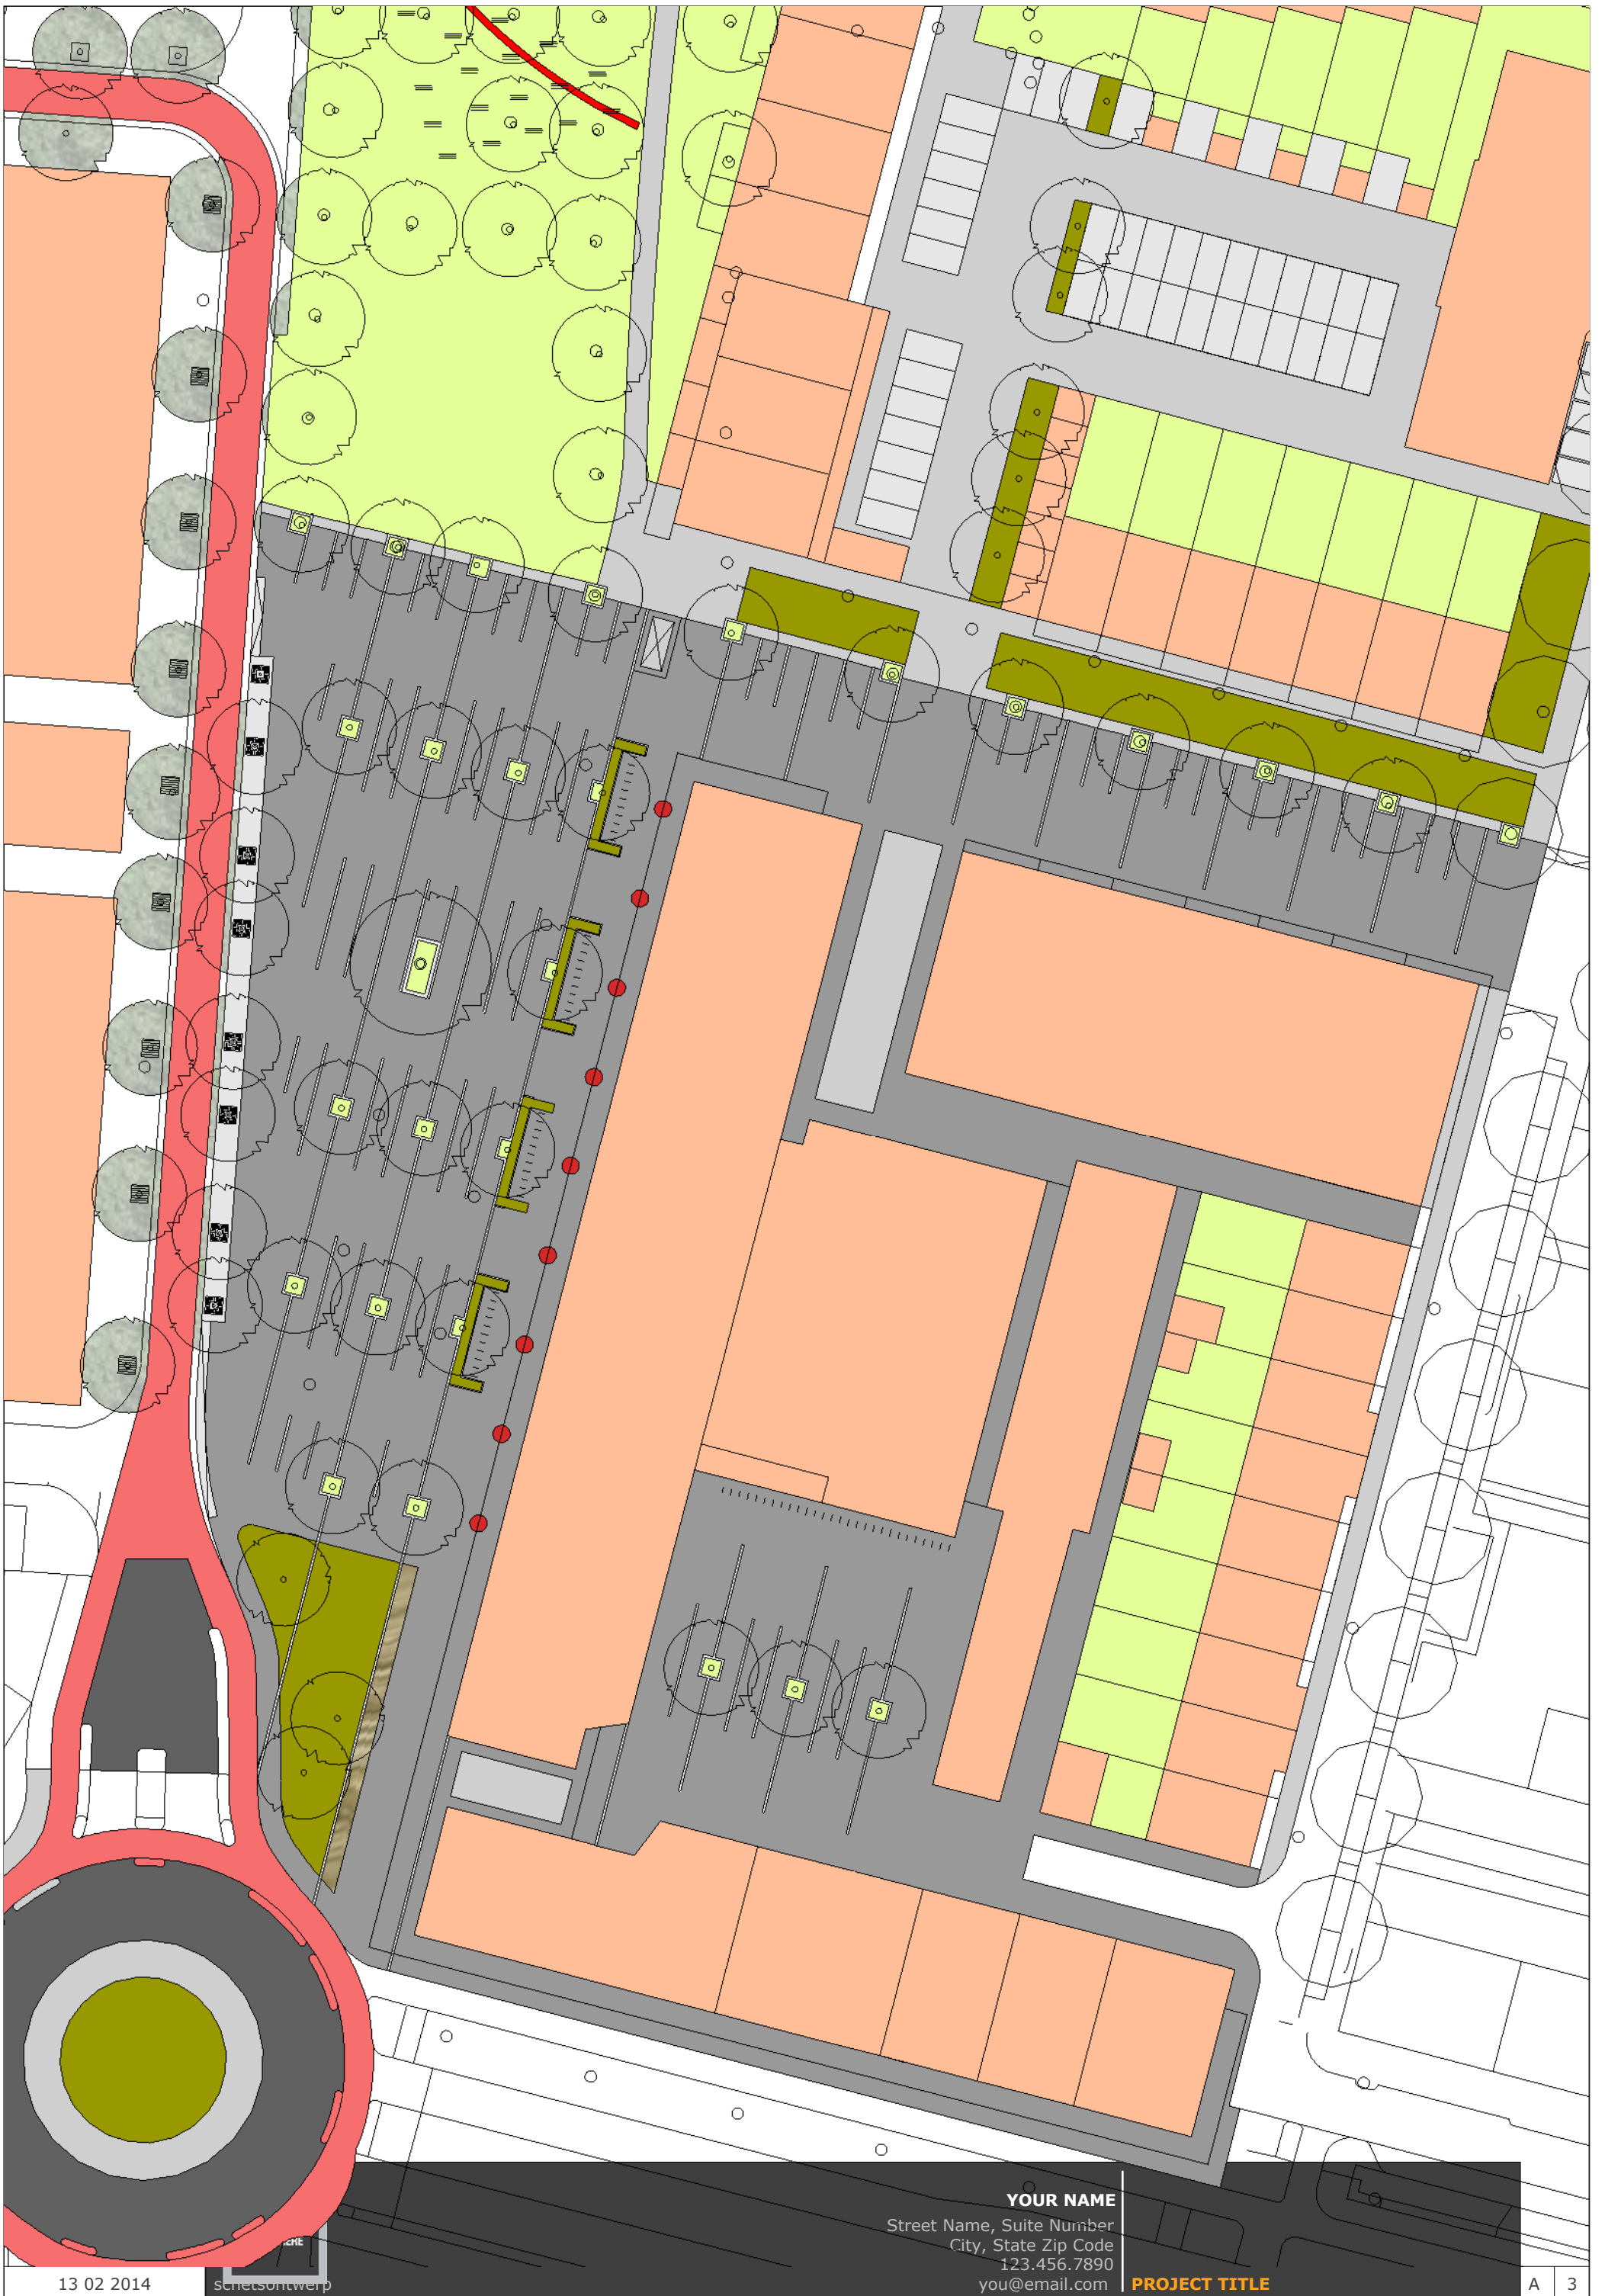 YOUR NAME
Street Name, Suite Number
City, State Zip Code
123.456.7890
you@email.com
PROJECT TITLE
13 02 2014
schetsontwerp
A
3